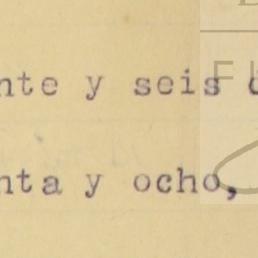 nte y seis
nta y ocho,